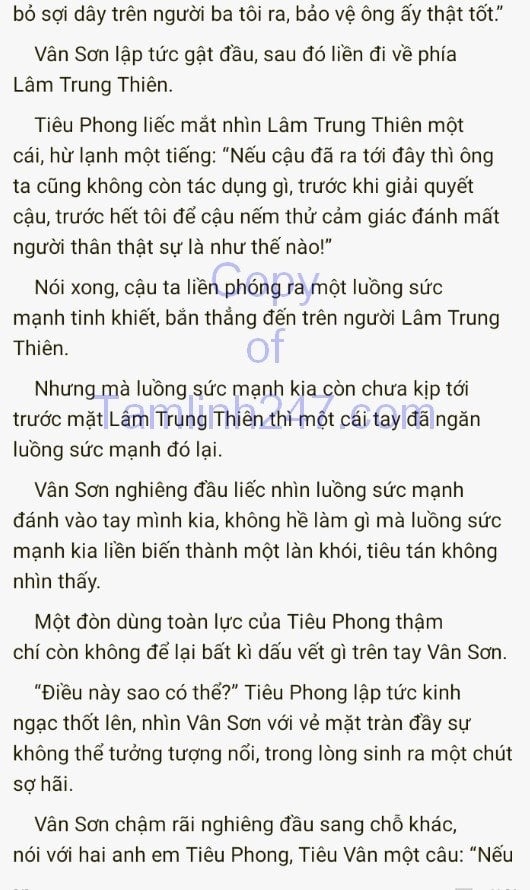 bỏ sợi dây trên người ba tôi ra, bảo vệ ông ấy thật tốt.”
Vân Sơn lập tức gật đầu, sau đó liền đi về phía
Lâm Trung Thiên.
Tiêu Phong liếc mắt nhìn Lâm Trung Thiên một
cái, hừ lạnh một tiếng: “Nếu cậu đã ra tới đây thì ông
ta cũng không còn tác dụng gì, trước khi giải quyết
cậu, trước hết tôi để cậu nếm thử cảm giác đánh mất
người thân thật sự là như thế nào!”
Nói xong, cậu ta liền phóng ra một luồng sức
mạnh tinh khiết, bắn thẳng đến trên người Lâm Trung
Thiên.
Copy
of
Tamlinh247.com
Nhưng mà luồng sức mạnh kia còn chưa kịp tới
trước mặt Lâm Trung Thiên thì một cái tay đã ngăn
luồng sức mạnh đó lại.
Vân Sơn nghiêng đầu liếc nhìn luồng sức mạnh
đánh vào tay mình kia, không hề làm gì mà luồng sức
mạnh kia liền biến thành một làn khói, tiêu tán không
nhìn thấy.
Một đòn dùng toàn lực của Tiêu Phong thậm
chí còn không để lại bất kì dấu vết gì trên tay Vân Sơn.
“Điều này sao có thể?” Tiêu Phong lập tức kinh
ngạc thốt lên, nhìn Vân Sơn với vẻ mặt tràn đầy sự
không thể tưởng tượng nổi, trong lòng sinh ra một chút
sợ hãi.
Vân Sơn chậm rãi nghiêng đầu sang chỗ khác,
nói với hai anh em Tiêu Phong, Tiêu Vân một câu: “Nếu